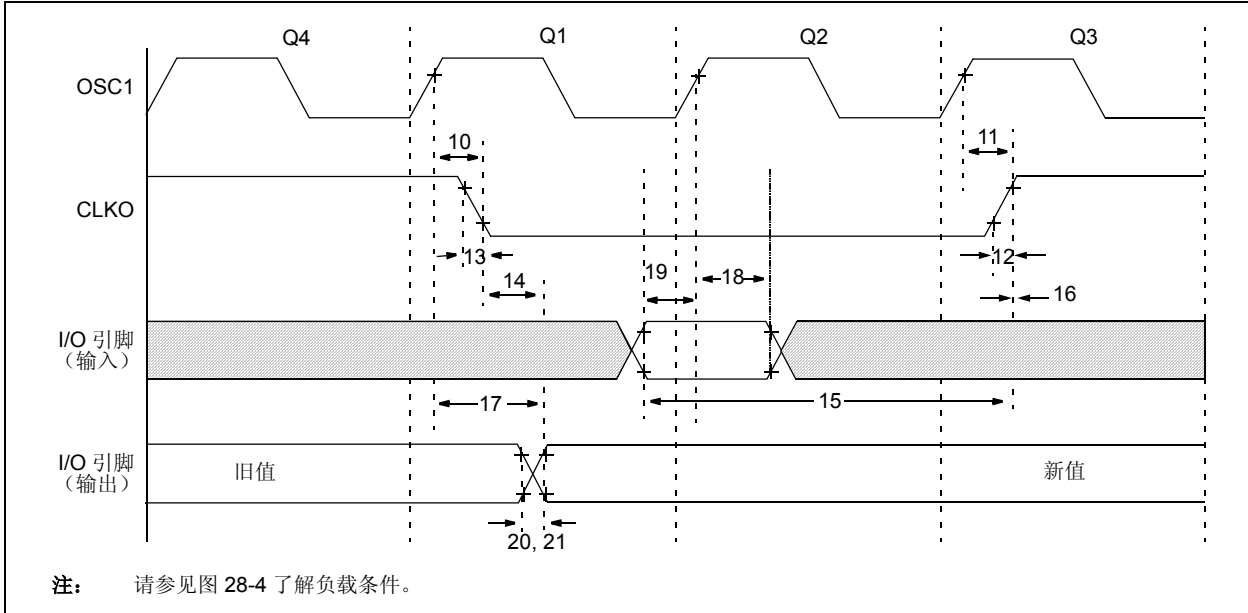 Q4
Q1
Q2
Q3
OSC1
10
11
CLKO
13
12
14
19
18
16
I/O 引脚
（输入）
17
15
I/O 引脚
（输出）
旧值
新值
20, 21
注： 请参见图 28-4 了解负载条件。